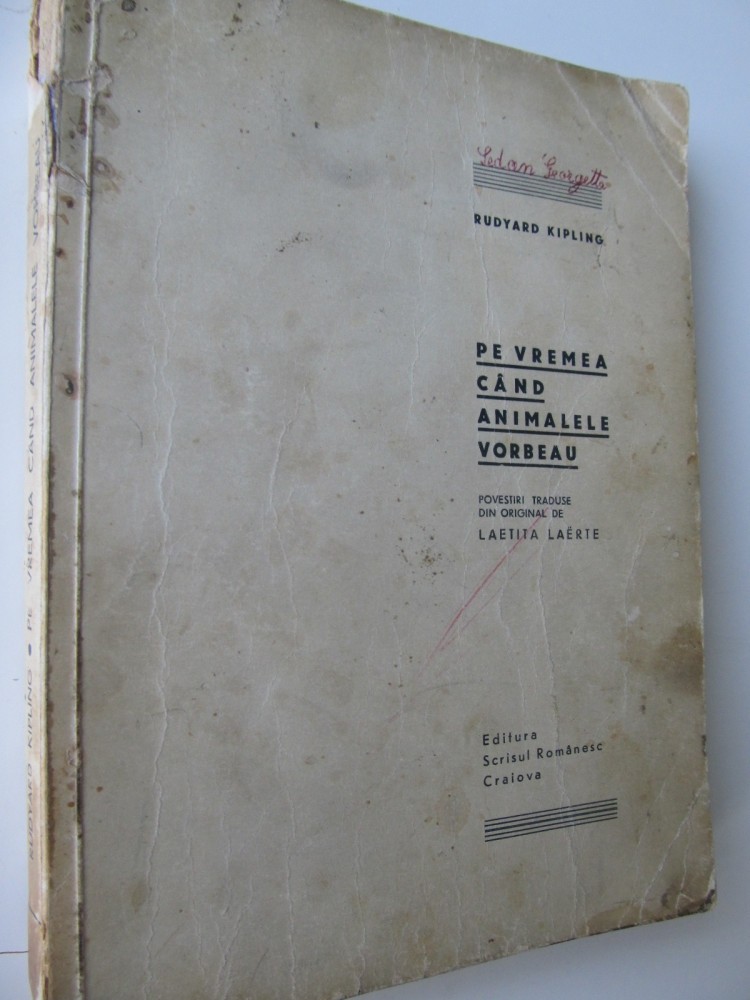 Sedan Georgetta
RUDYARD KIPLING
PE VREMEA
CÂND
ANIMALELE
VORBEAU
POVESTIRI TRADUSE
DIN ORIGINAL DE
LAETITA LAËRTE
Editura
Scrisul Românesc
Craiova
RUDYARD KIPLING • PE VREMEA CÂND ANIMALELE VORBEAU